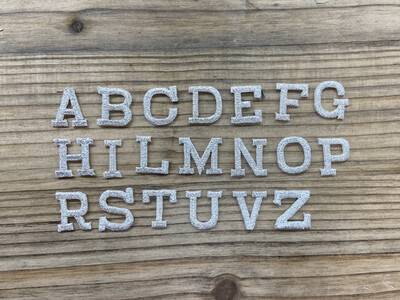 ABCDEFG
HILMNOP
RSTUVZ